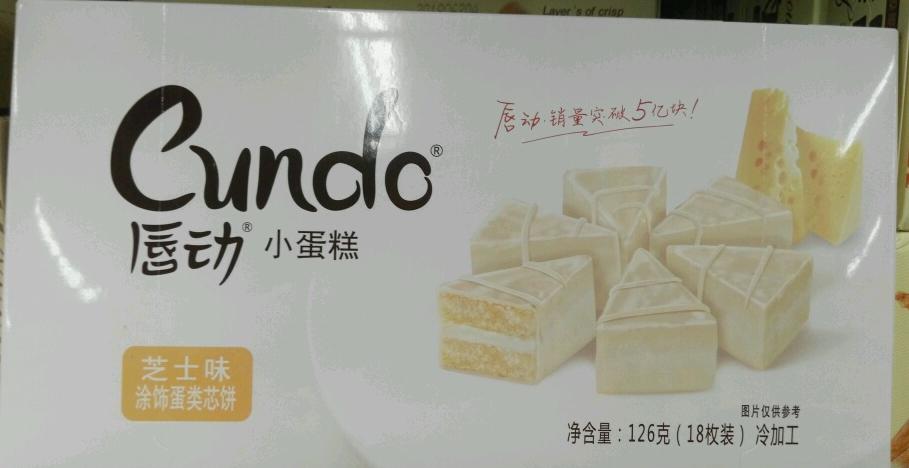 Layer's of crisp
Cundo®
唇动® 小蛋糕
唇动·销量突破5亿块!
芝士味
涂饰蛋类芯饼
图片仅供参考
净含量：126克（18枚装） 冷加工